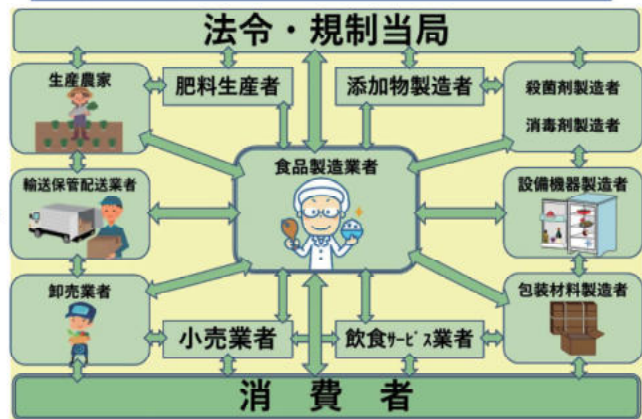 法令・規制当局
生産農家
肥料生産者
添加物製造者
殺菌剤製造者
消毒剤製造者
食品製造業者
輸送保管配送業者
設備機器製造者
卸売業者
小売業者
飲食ｻｰﾋﾞｽ業者
包装材料製造者
消費者